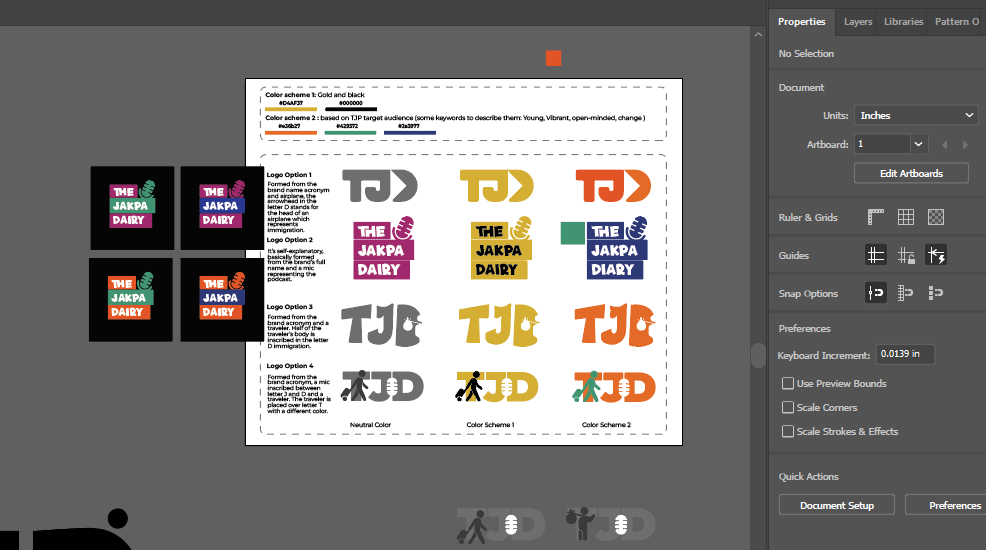 Properties
Layers
Libraries
Pattern O
No Selection
Document
Units:
Inches
Artboard:
1
Edit Artboards
Ruler & Grids
Guides
Snap Options
Preferences
Keyboard Increment:
0.0139 in
Use Preview Bounds
Scale Corners
Scale Strokes & Effects
Quick Actions
Document Setup
Preferences
Color scheme 1: Gold and black
#D4AF37 #000000
Color scheme 2 : based on TJP target audience (some keywords to describe them: Young, Vibrant, open-minded, change )
#e36b27 #429372 #2a3977
Logo Option 1
Formed from the
brand name acronym
and airplane, the
arrowhead in the
letter D stands for
the head of an
airplane which
represents
immigration.
TJD TJD TJD
Logo Option 2
It's self-explanatory,
basically formed
from the brand's full
name and a mic
representing the
podcast.
THE
JAKPA
DAIRY
THE
JAKPA
DAIRY
THE
JAKPA
DIARY
Logo Option 3
Formed from the
brand acronym and a
traveler. Half of the
traveler's body is
inscribed in the letter
D immigration.
TJD TJD TJD
Logo Option 4
Formed from the
brand acronym, a mic
inscribed between
letter J and D and a
traveler. The traveler is
placed over letter T
with a different color.
TJD TJD TJD
Neutral Color
Color Scheme 1
Color Scheme 2
THE
JAKPA
DAIRY
THE
JAKPA
DAIRY
THE
JAKPA
DAIRY
THE
JAKPA
DAIRY
TJD TJD